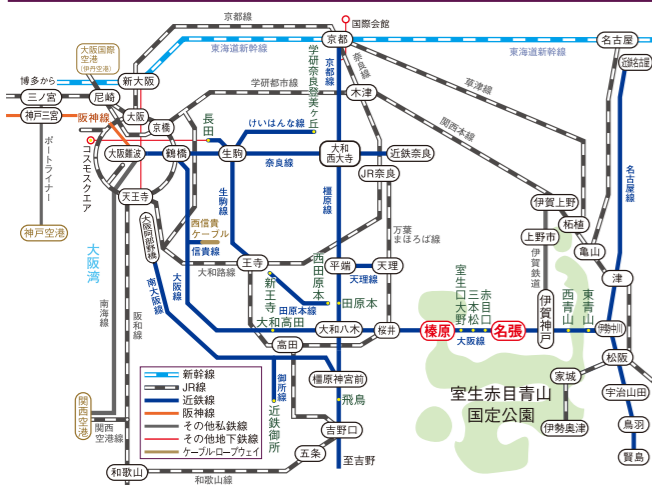 京都線
国際会館
京都
名古屋
近鉄名古屋
東海道新幹線
東海道新幹線
大阪国際
空港
(伊丹空港)
博多から
新大阪
学研奈良登美ヶ丘
京都線
奈良線
草津線
三ノ宮
尼崎
学研都市線
木津
関西本線
神戸三宮
阪神線
大阪
京橋
長田
けいはんな線
ポートライナー
コスモスクエア
大阪難波
鶴橋
生駒
奈良線
大和
西大寺
近鉄奈良
JR奈良
名古屋線
天王寺
生駒線
橿原線
伊賀上野
柘植
大阪阿部野橋
西信貴
ケーブル
信貴線
万葉
まほろば線
上野市
亀山
神戸空港
大阪湾
大和路線
王寺
西田原本
平端
天理
天理線
伊賀鉄道
津
南海線
阪和線
南大阪線
大阪線
新王寺
田原本線
田原本
室生口大野
三本松
赤目口
伊賀神戸
西青山
東青山
大和高田
大和八木
桜井
榛原
大阪線
名張
伊勢中川
高田
松阪
新幹線
JR線
近鉄線
阪神線
その他私鉄線
その他地下鉄線
ケーブル・ロープウェイ
御所線
橿原神宮前
飛鳥
近鉄御所
吉野口
室生赤目青山
国定公園
家城
宇治山田
伊勢奥津
鳥羽
賢島
関西空港
関西
空港線
五条
至吉野
和歌山
和歌山線